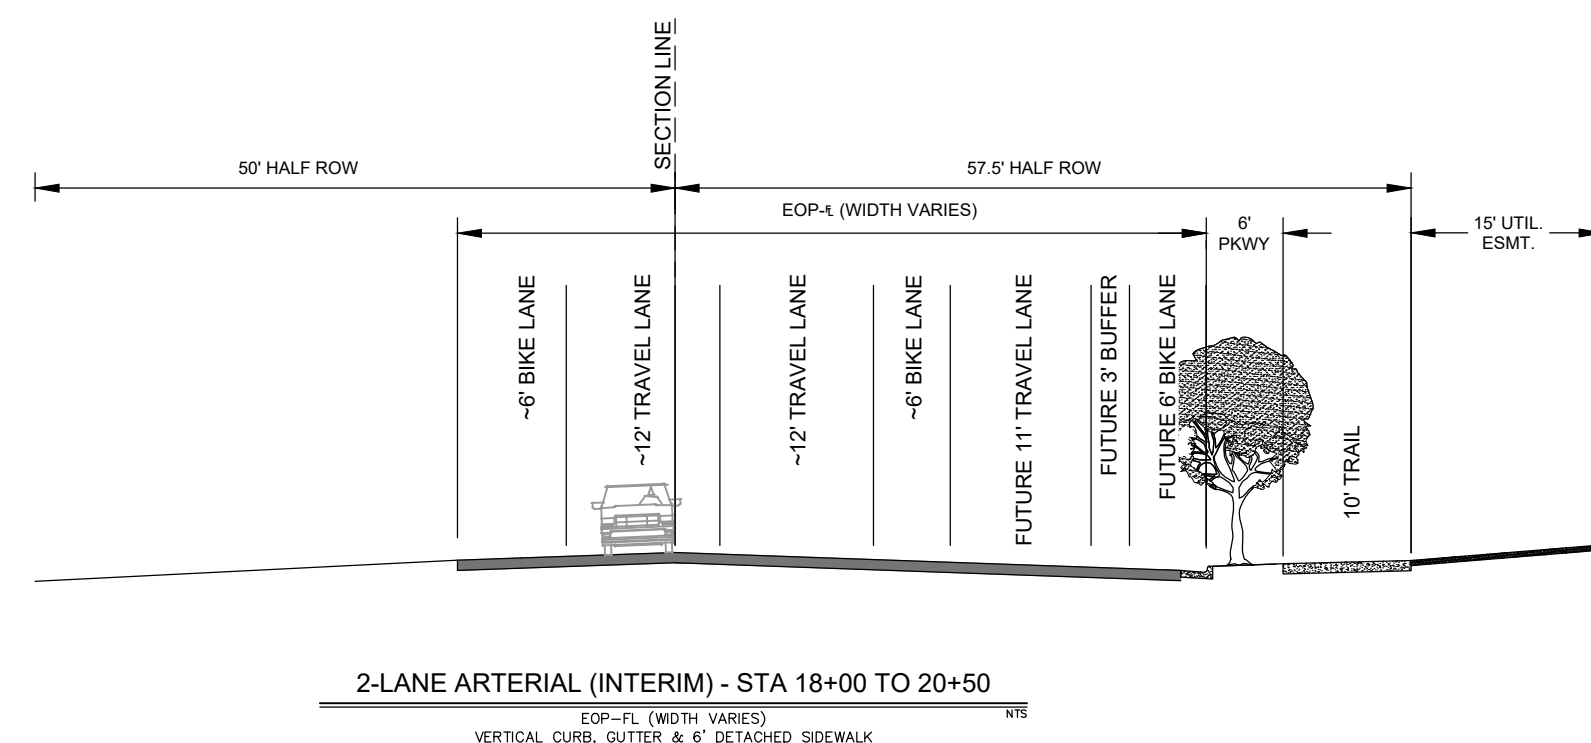 SECTION LINE
50' HALF ROW
57.5' HALF ROW
EOP-FL (WIDTH VARIES)
6'
PKWY
15' UTIL.
ESMT.
~6' BIKE LANE
~12' TRAVEL LANE
~12' TRAVEL LANE
~6' BIKE LANE
FUTURE 11' TRAVEL LANE
FUTURE 3' BUFFER
FUTURE 6' BIKE LANE
10' TRAIL
2-LANE ARTERIAL (INTERIM) - STA 18+00 TO 20+50
NTS
EOP-FL (WIDTH VARIES)
VERTICAL CURB, GUTTER & 6' DETACHED SIDEWALK